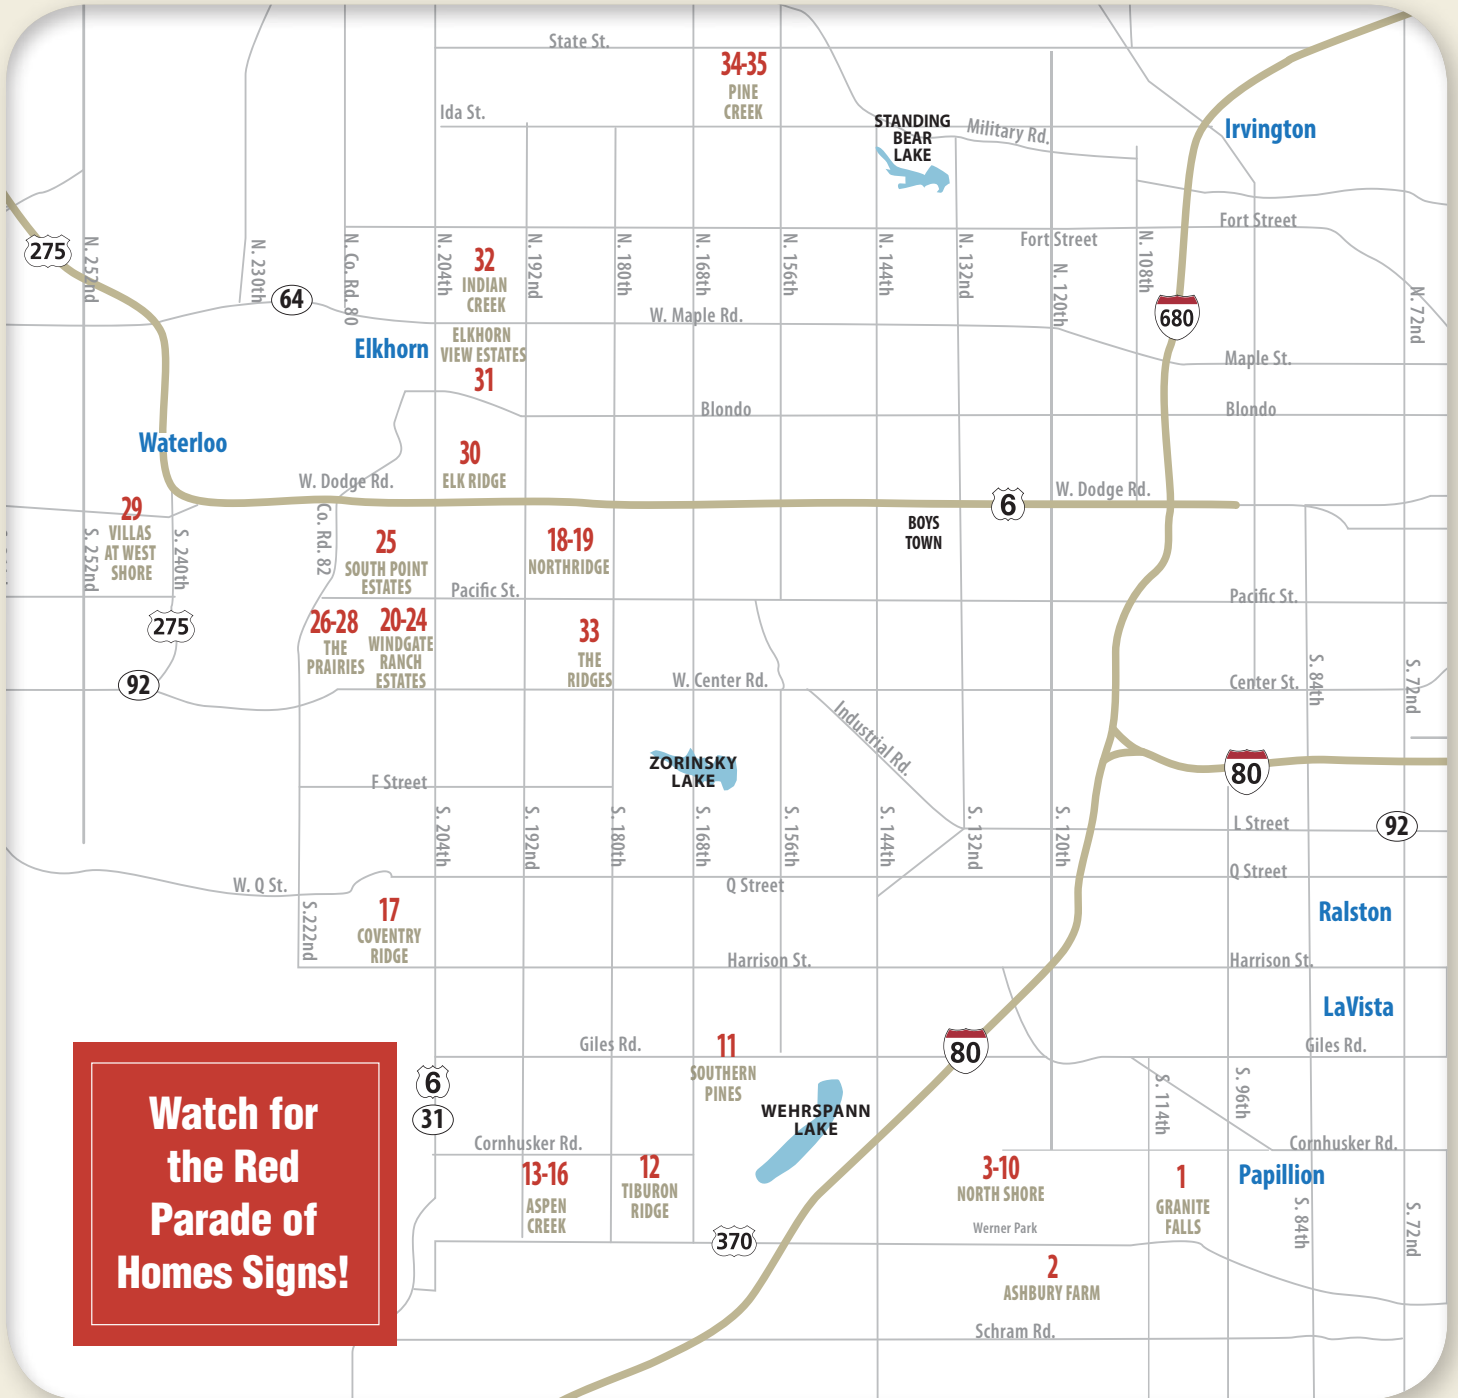 State St.
34-35
PINE
CREEK
Ida St.
STANDING
BEAR
LAKE
Military Rd.
Irvington
Fort Street
Fort Street
275
N. 252nd
N. 230th
N. Co. Rd. 80
N. 204th
N. 192nd
N. 180th
N. 168th
N. 156th
N. 144th
N. 132nd
N. 120th
N. 108th
N. 72nd
32
INDIAN
CREEK
64
680
W. Maple Rd.
ELKHORN
VIEW ESTATES
31
Elkhorn
Maple St.
Blondo
Blondo
Waterloo
30
ELK RIDGE
W. Dodge Rd.
W. Dodge Rd.
6
29
VILLAS
AT WEST
SHORE
S. 252nd
S. 240th
Co. Rd. 82
25
SOUTH POINT
ESTATES
18-19
NORTHRIDGE
BOYS
TOWN
Pacific St.
Pacific St.
275
26-28
THE
PRAIRIES
20-24
WINDGATE
RANCH
ESTATES
33
THE
RIDGES
92
W. Center Rd.
Center St.
S. 84th
S. 72nd
Industrial Rd.
ZORINSKY
LAKE
80
F Street
S. 204th
S. 192nd
S. 180th
S. 168th
S. 156th
S. 144th
S. 132nd
S. 120th
L Street
92
W. Q St.
Q Street
Q Street
S.222nd
17
COVENTRY
RIDGE
Ralston
Harrison St.
Harrison St.
LaVista
Giles Rd.
11
SOUTHERN
PINES
80
Giles Rd.
6
31
WEHRSPANN
LAKE
S. 114th
S. 96th
Cornhusker Rd.
Cornhusker Rd.
13-16
ASPEN
CREEK
12
TIBURON
RIDGE
3-10
NORTH SHORE
Werner Park
1
GRANITE
FALLS
Papillion
S. 84th
S. 72nd
370
2
ASHBURY FARM
Schram Rd.
Watch for
the Red
Parade of
Homes Signs!